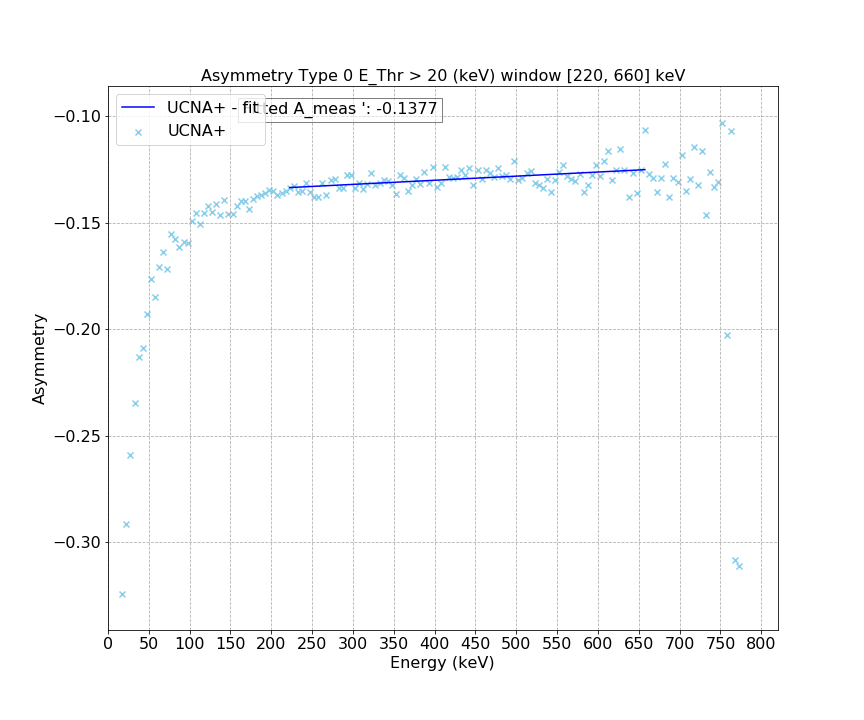 Asymmetry Type 0 E_Thr > 20 (keV) window [220, 660] keV
UCNA+ - fitted A_meas ': -0.1377
UCNA+
−0.10
−0.15
−0.20
−0.25
−0.30
Asymmetry
0 50 100 150 200 250 300 350 400 450 500 550 600 650 700 750 800
Energy (keV)